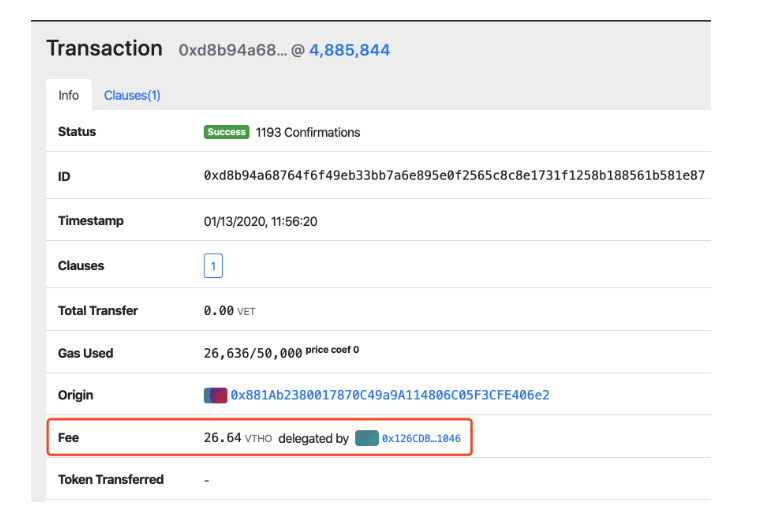 Transaction 0xd8b94a68… @ 4,885,844
Info Clauses(1)
Status Success 1193 Confirmations
ID 0xd8b94a68764f6f49eb33bb7a6e895e0f2565c8c8e1731f1258b188561b581e87
Timestamp 01/13/2020, 11:56:20
Clauses 1
Total Transfer 0.00 VET
Gas Used 26,636/50,000 price coef 0
Origin 0x881Ab2380017870C49a9A114806C05F3CFE406e2
Fee 26.64 VTHO delegated by 0x126CDB…1046
Token Transferred -